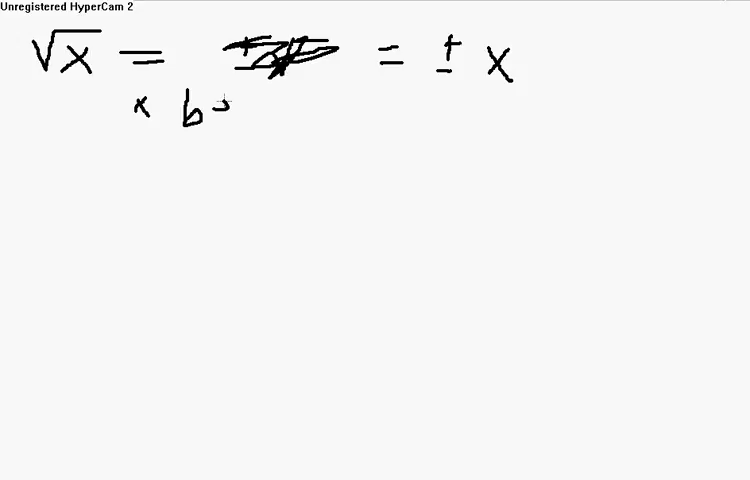 Unregistered HyperCam 2
√x = = ± x
x b